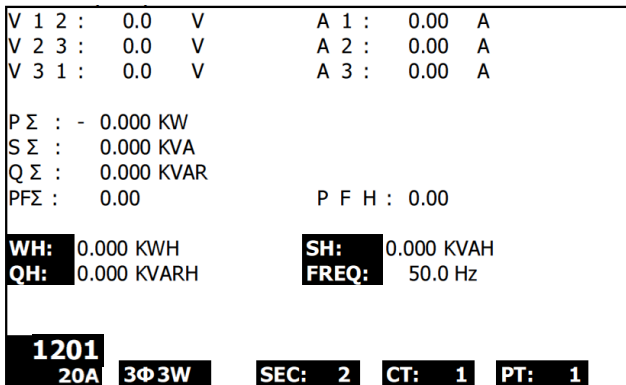 V 1 2 : 0.0 V A 1 : 0.00 A
V 2 3 : 0.0 V A 2 : 0.00 A
V 3 1 : 0.0 V A 3 : 0.00 A
P Σ : - 0.000 KW
S Σ : 0.000 KVA
Q Σ : 0.000 KVAR
PFΣ : 0.00 P F H : 0.00
WH: 0.000 KWH SH: 0.000 KVAH
QH: 0.000 KVARH FREQ: 50.0 Hz
1201
20A 3Φ3W SEC: 2 CT: 1 PT: 1